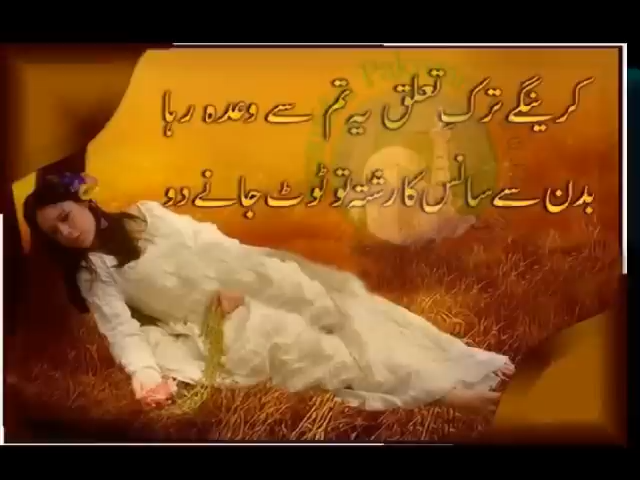 کرینگے ترکِ تعلق یہ تم سے وعدہ رہا
بدن سے سانس کا رشتہ تو ٹوٹ جانے دو